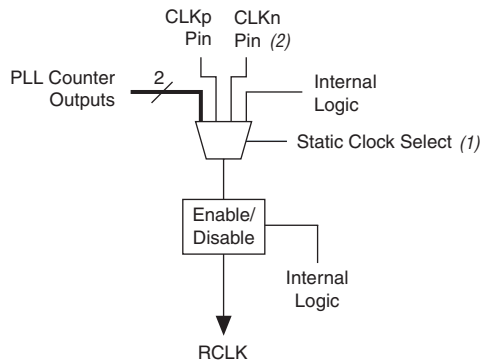 CLKp
Pin
CLKn
Pin (2)
PLL Counter
Outputs
2
Internal
Logic
Static Clock Select (1)
Enable/
Disable
Internal
Logic
RCLK